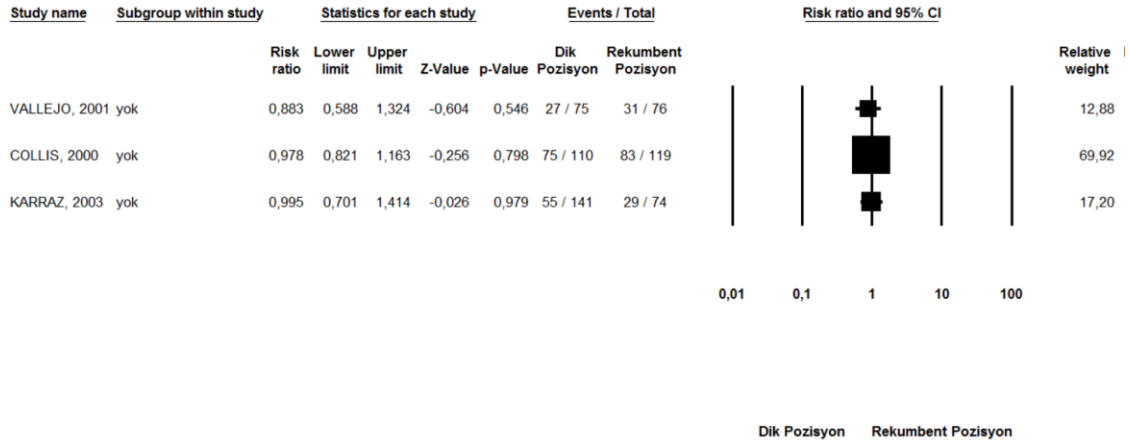 Study name Subgroup within study Statistics for each study Events / Total Risk ratio and 95% CI
Risk ratio Lower limit Upper limit Z-Value p-Value Dik Pozisyon Rekumbent Pozisyon Relative weight
VALLEJO, 2001 yok 0,883 0,588 1,324 -0,604 0,546 27 / 75 31 / 76 12,88
COLLIS, 2000 yok 0,978 0,821 1,163 -0,256 0,798 75 / 110 83 / 119 69,92
KARRAZ, 2003 yok 0,995 0,701 1,414 -0,026 0,979 55 / 141 29 / 74 17,20
0,01 0,1 1 10 100
Dik Pozisyon Rekumbent Pozisyon